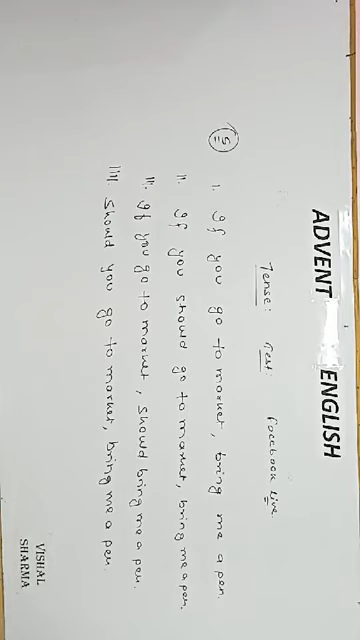 ADVENT ENGLISH
Tense: Test: Facebook Live
15
i. If you go to market, bring me a pen.
ii. If you should go to market, bring me a pen.
iii. If you go to market, should bring me a pen.
iiii. Should you go to market, bring me a pen.
VISHAL
SHARMA